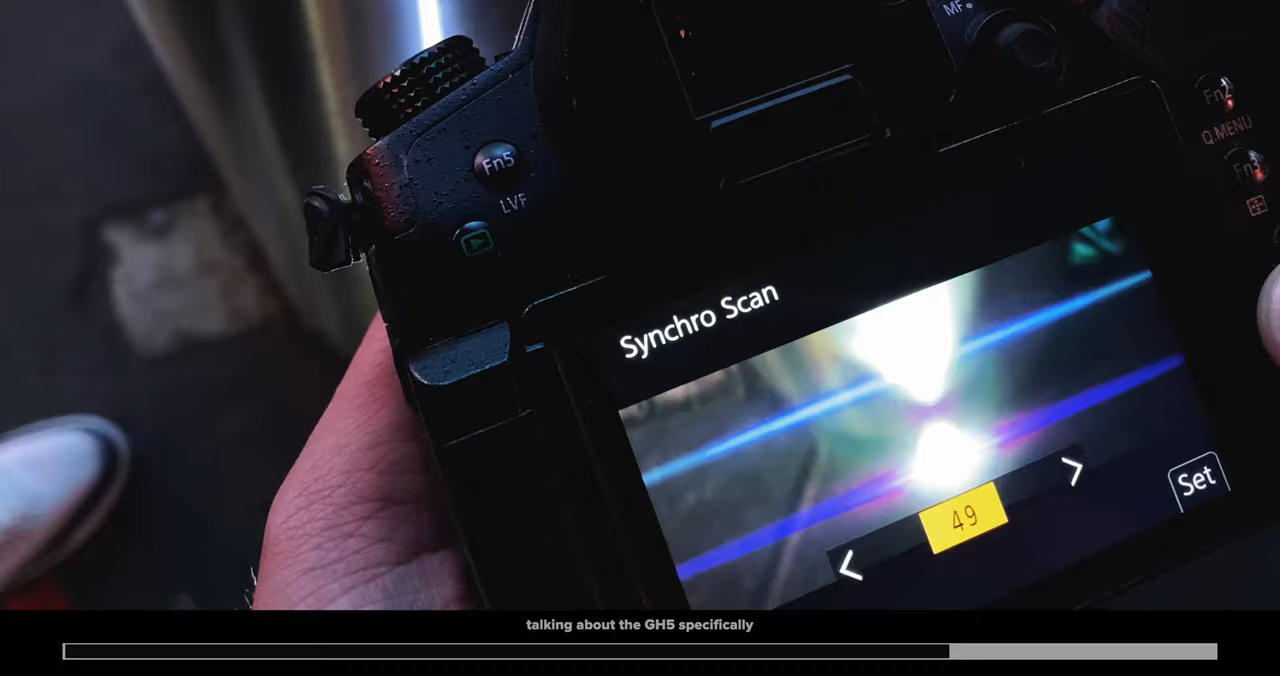 MF
Fn2
Q.MENU
Fn5
Fn3
LVF
Synchro Scan
Set
49
talking about the GH5 specifically